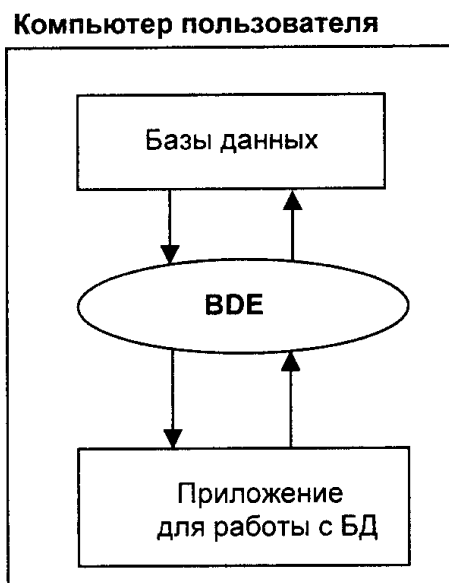 Компьютер пользователя
Базы данных
BDE
Приложение
для работы с БД